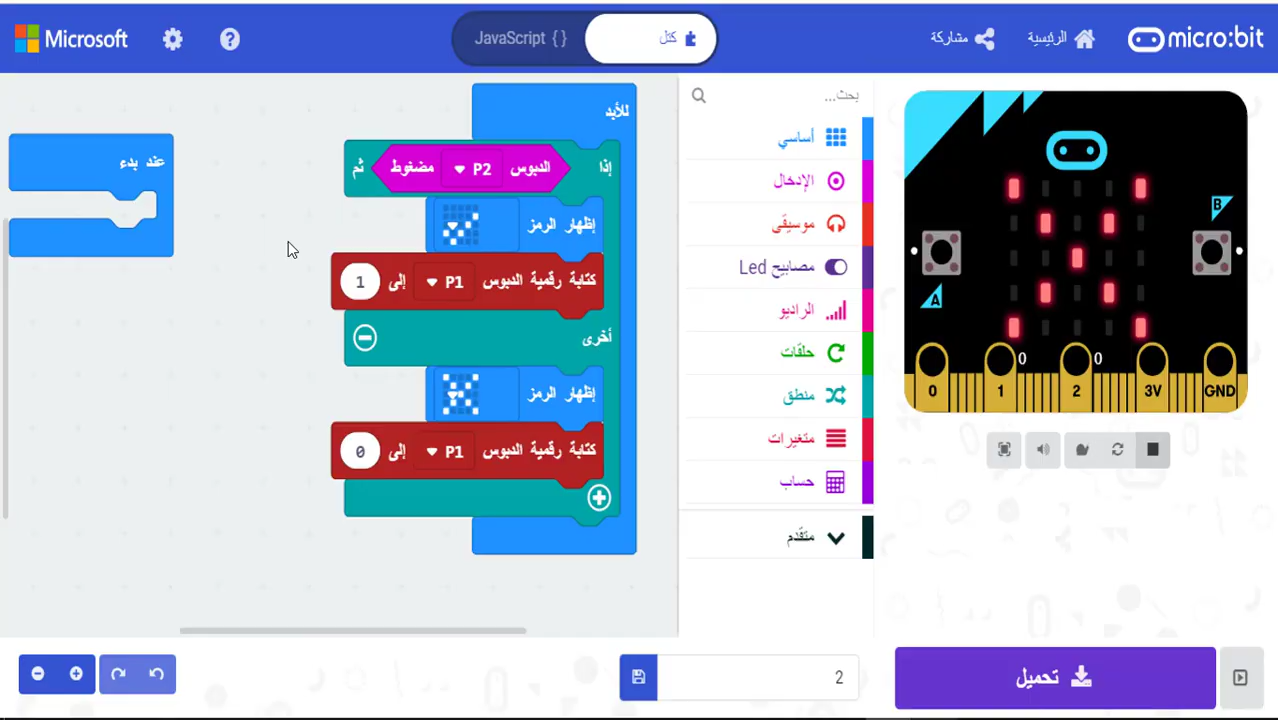 Microsoft
JavaScript {}
كتل
مشاركة
الرئيسية
micro:bit
عند بدء
للأبد
إذا الدبوس P2 مضغوط ثم
إظهار الرمز
كتابة رقمية الدبوس P1 إلى 1
أخرى
إظهار الرمز
كتابة رقمية الدبوس P1 إلى 0
بحث...
أساسي
الإدخال
موسيقى
مصابيح Led
الراديو
حلقات
منطق
متغيرات
حساب
متقدم
B
A
0 0
0 1 2 3V GND
2
تحميل